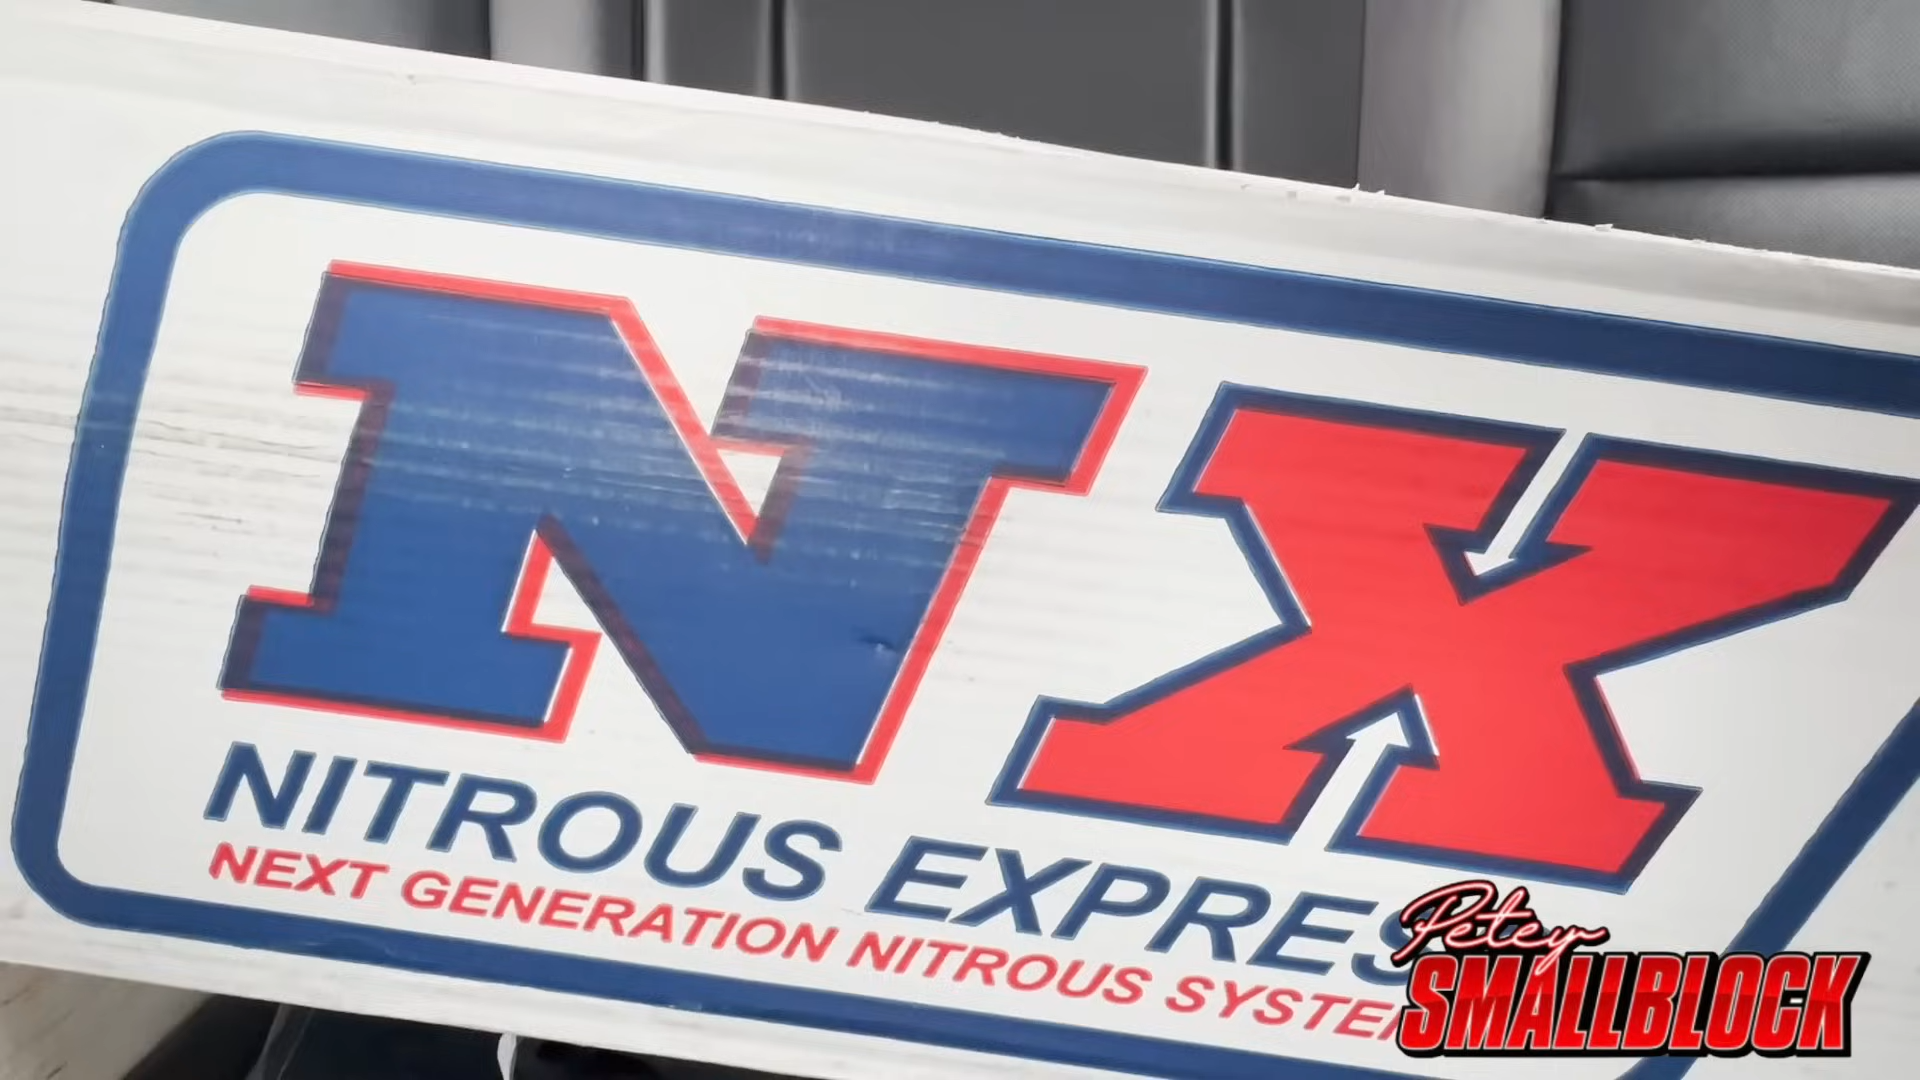 NX
NITROUS EXPRES
NEXT GENERATION NITROUS SYSTE
Petey
SMALLBLOCK